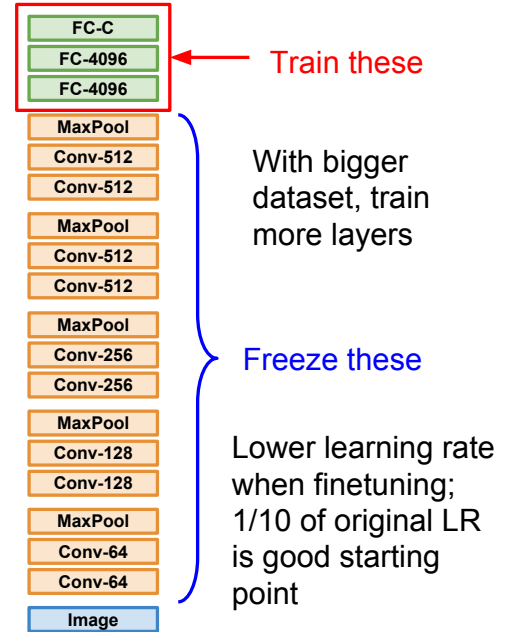 FC-C
FC-4096
FC-4096
Train these
MaxPool
Conv-512
Conv-512
With bigger
dataset, train
more layers
MaxPool
Conv-512
Conv-512
MaxPool
Conv-256
Conv-256
Freeze these
MaxPool
Conv-128
Conv-128
MaxPool
Conv-64
Conv-64
Lower learning rate
when finetuning;
1/10 of original LR
is good starting
point
Image